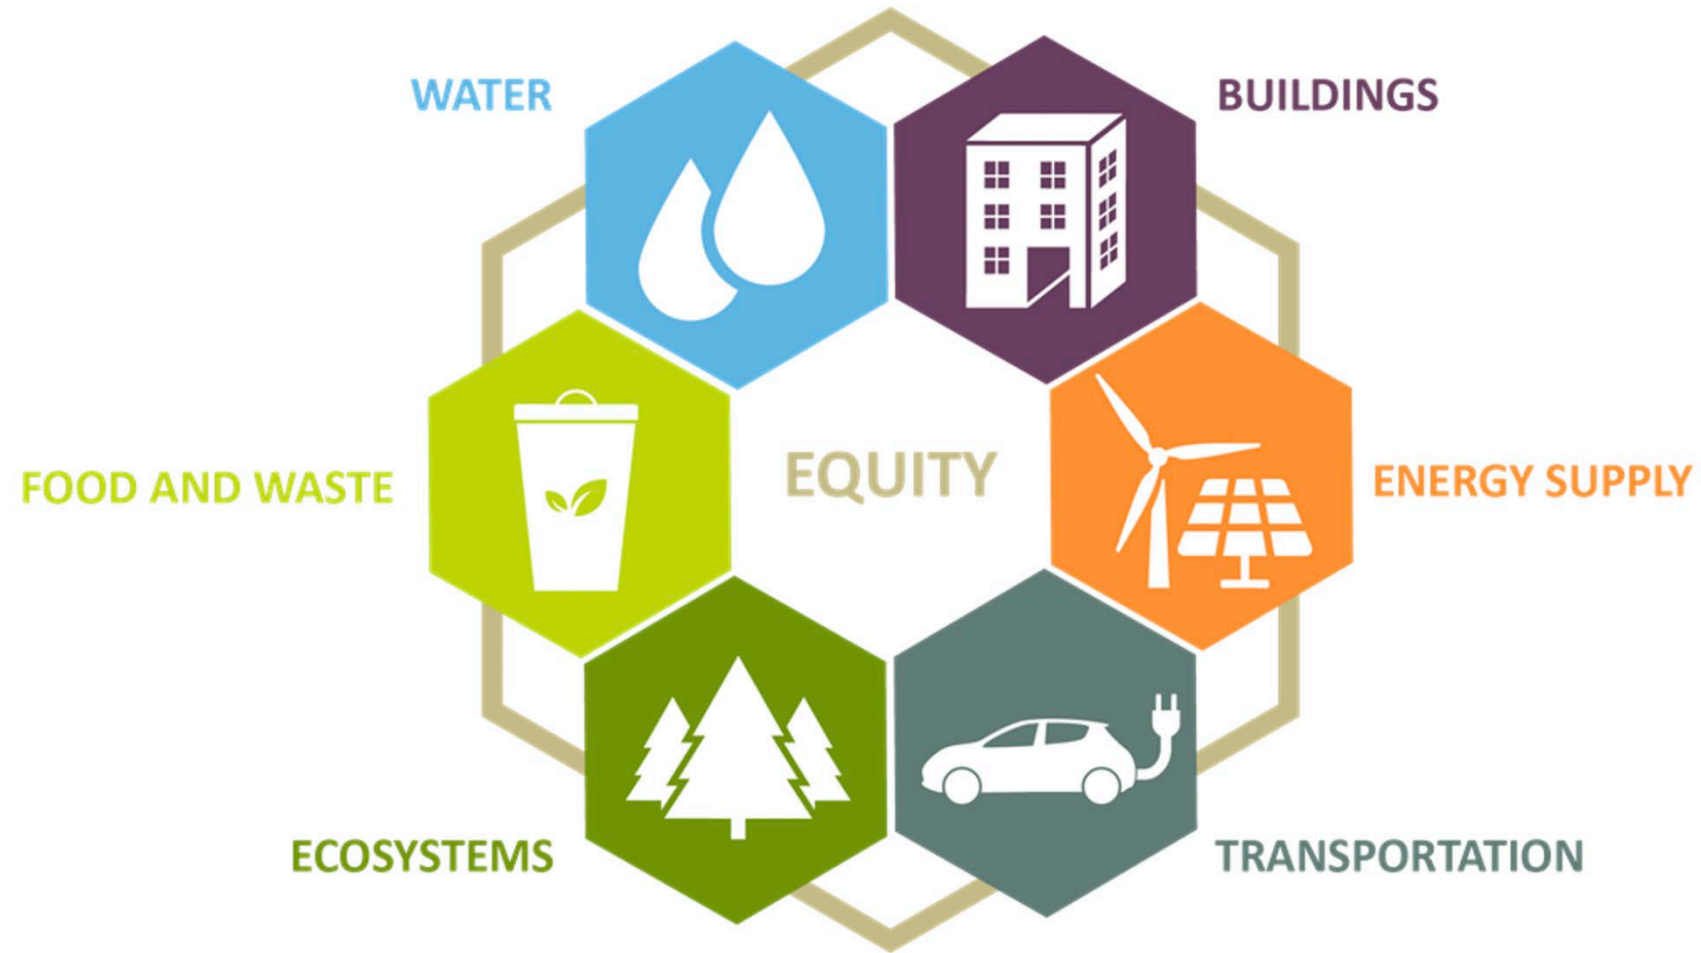 WATER
BUILDINGS
FOOD AND WASTE
EQUITY
ENERGY SUPPLY
ECOSYSTEMS
TRANSPORTATION